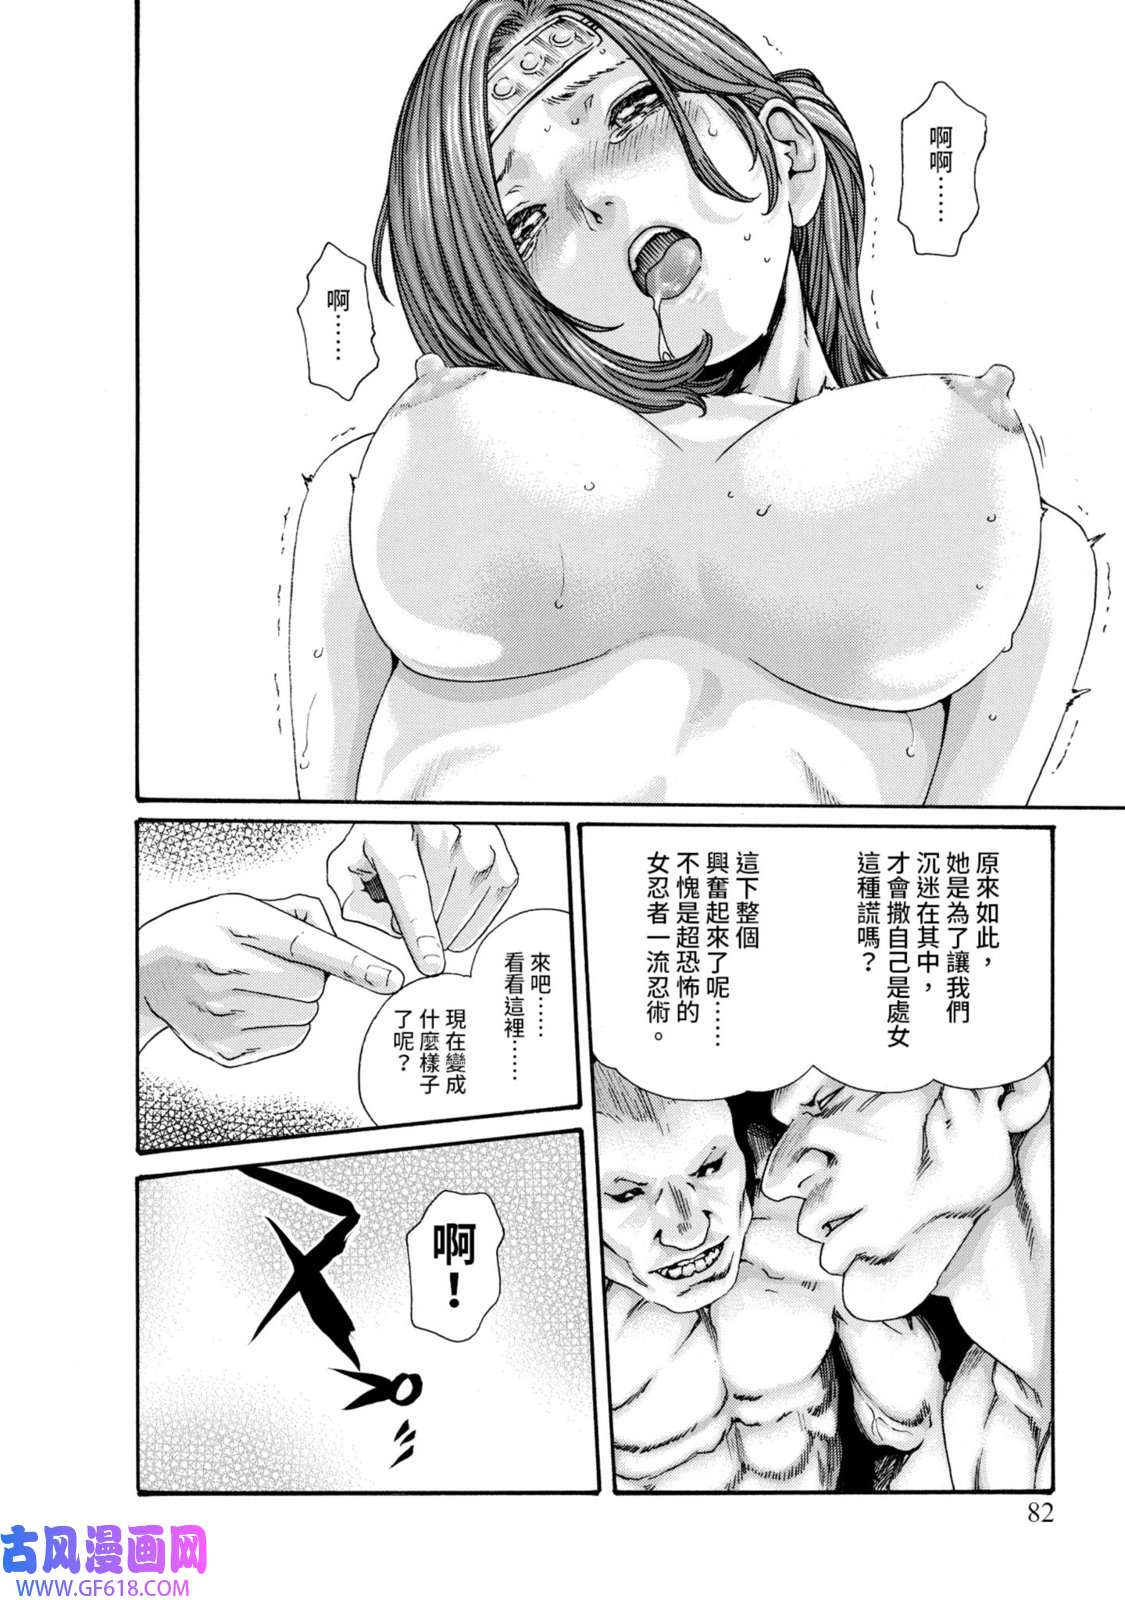 啊啊……
啊……
原來如此，
她是為了讓我們
沉迷在其中，
才會撒自己是處女
這種謊嗎？
這下整個
興奮起來了呢……
不愧是超恐怖的
女忍者一流忍術。
來吧……
看看這裡……
現在變成
什麼樣子
了呢？
啊！
82
古风漫画网
WWW.GF618.COM